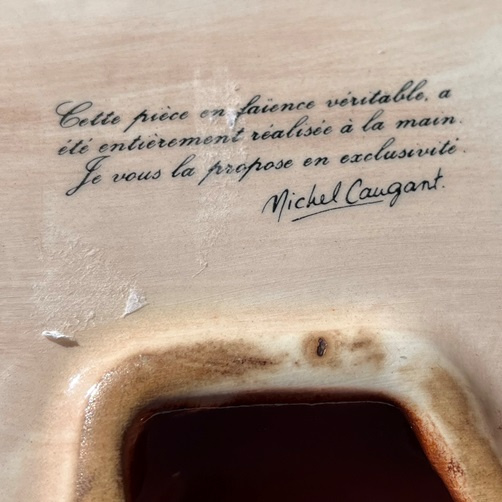 Cette pièce en faïence véritable, a
été entièrement réalisée à la main.
Je vous la propose en exclusivité.
Michel Caugant.